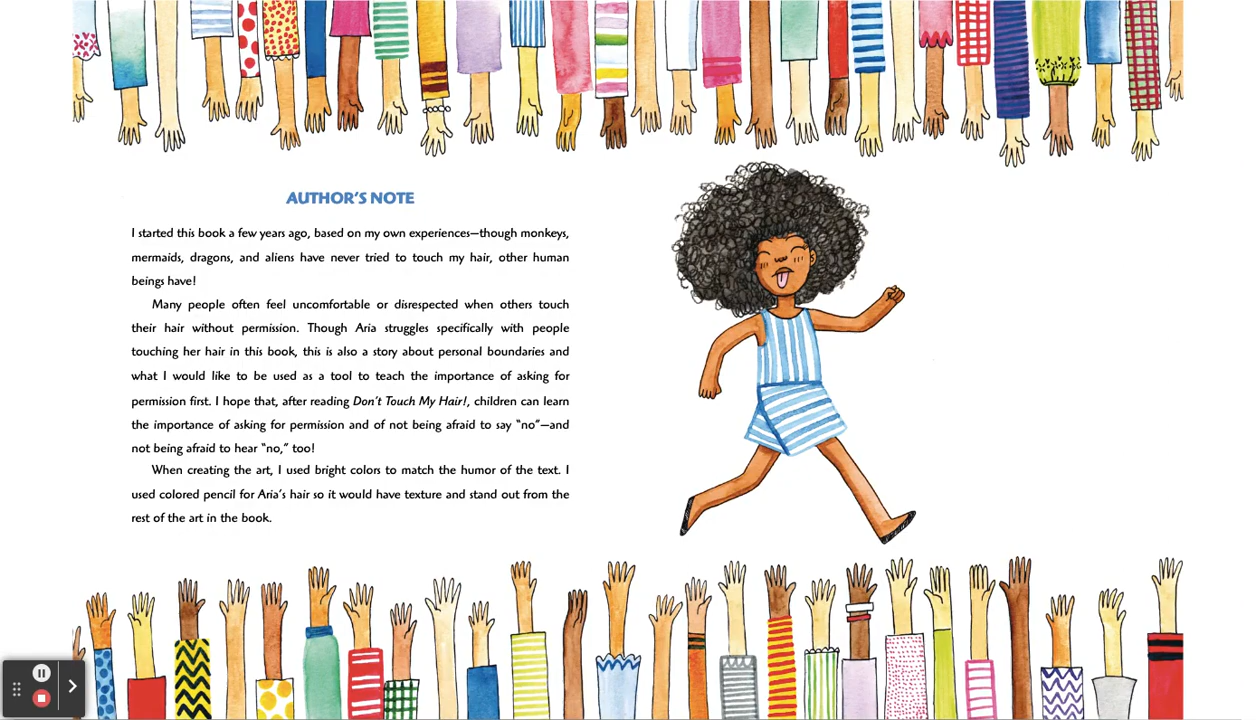 AUTHOR'S NOTE
I started this book a few years ago, based on my own experiences—though monkeys,
mermaids, dragons, and aliens have never tried to touch my hair, other human
beings have!
Many people often feel uncomfortable or disrespected when others touch
their hair without permission. Though Aria struggles specifically with people
touching her hair in this book, this is also a story about personal boundaries and
what I would like to be used as a tool to teach the importance of asking for
permission first. I hope that, after reading Don't Touch My Hair!, children can learn
the importance of asking for permission and of not being afraid to say “no”—and
not being afraid to hear “no,” too!
When creating the art, I used bright colors to match the humor of the text. I
used colored pencil for Aria's hair so it would have texture and stand out from the
rest of the art in the book.